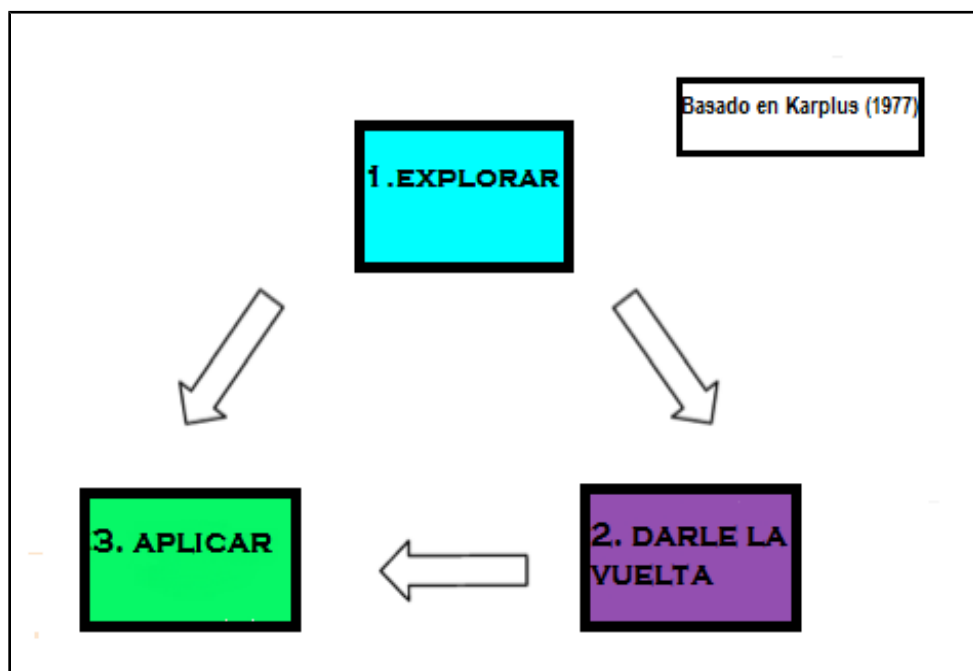 Basado en Karplus (1977)
1.EXPLORAR
3. APLICAR
2. DARLE LA
VUELTA